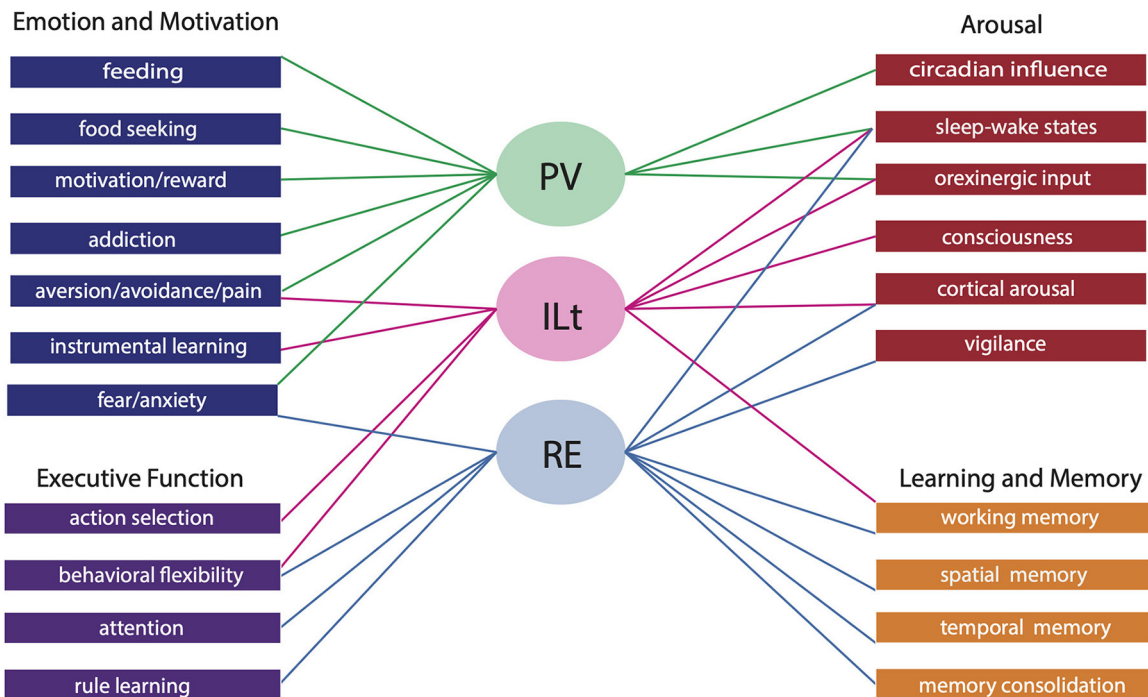 Emotion and Motivation
feeding
food seeking
motivation/reward
addiction
aversion/avoidance/pain
instrumental learning
fear/anxiety
Executive Function
action selection
behavioral flexibility
attention
rule learning
PV
ILt
RE
Arousal
circadian influence
sleep-wake states
orexinergic input
consciousness
cortical arousal
vigilance
Learning and Memory
working memory
spatial memory
temporal memory
memory consolidation